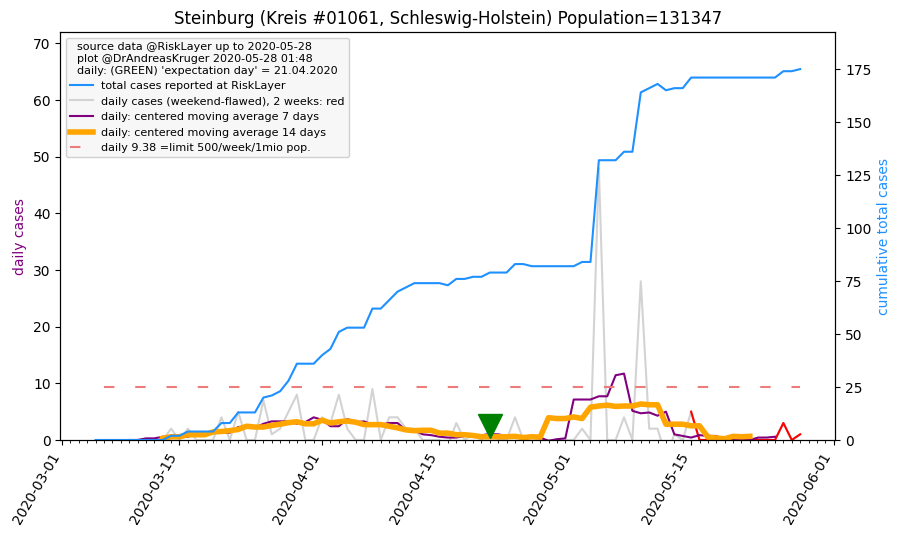 Steinburg (Kreis #01061, Schleswig-Holstein) Population=131347
source data @RiskLayer up to 2020-05-28
plot @DrAndreasKruger 2020-05-28 01:48
daily: (GREEN) 'expectation day' = 21.04.2020
total cases reported at RiskLayer
daily cases (weekend-flawed), 2 weeks: red
daily: centered moving average 7 days
daily: centered moving average 14 days
daily 9.38 =limit 500/week/1mio pop.
daily cases
70
60
50
40
30
20
10
0
cumulative total cases
175
150
125
100
75
50
25
0
2020-03-01
2020-03-15
2020-04-01
2020-04-15
2020-05-01
2020-05-15
2020-06-01